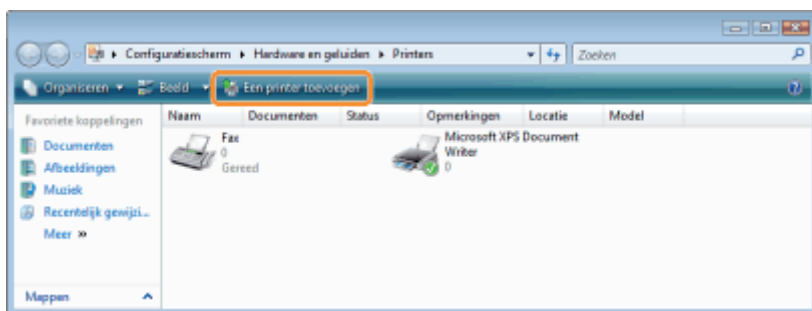 Configuratiescherm ▸ Hardware en geluiden ▸ Printers
Zoeken
Organiseren
Beeld
Een printer toevoegen
Favoriete koppelingen
Naam Documenten Status Opmerkingen Locatie Model
Documenten
Afbeeldingen
Muziek
Recentelijk gewijzi...
Meer »
Fax
0
Gereed
Microsoft XPS Document
Writer
0
Mappen